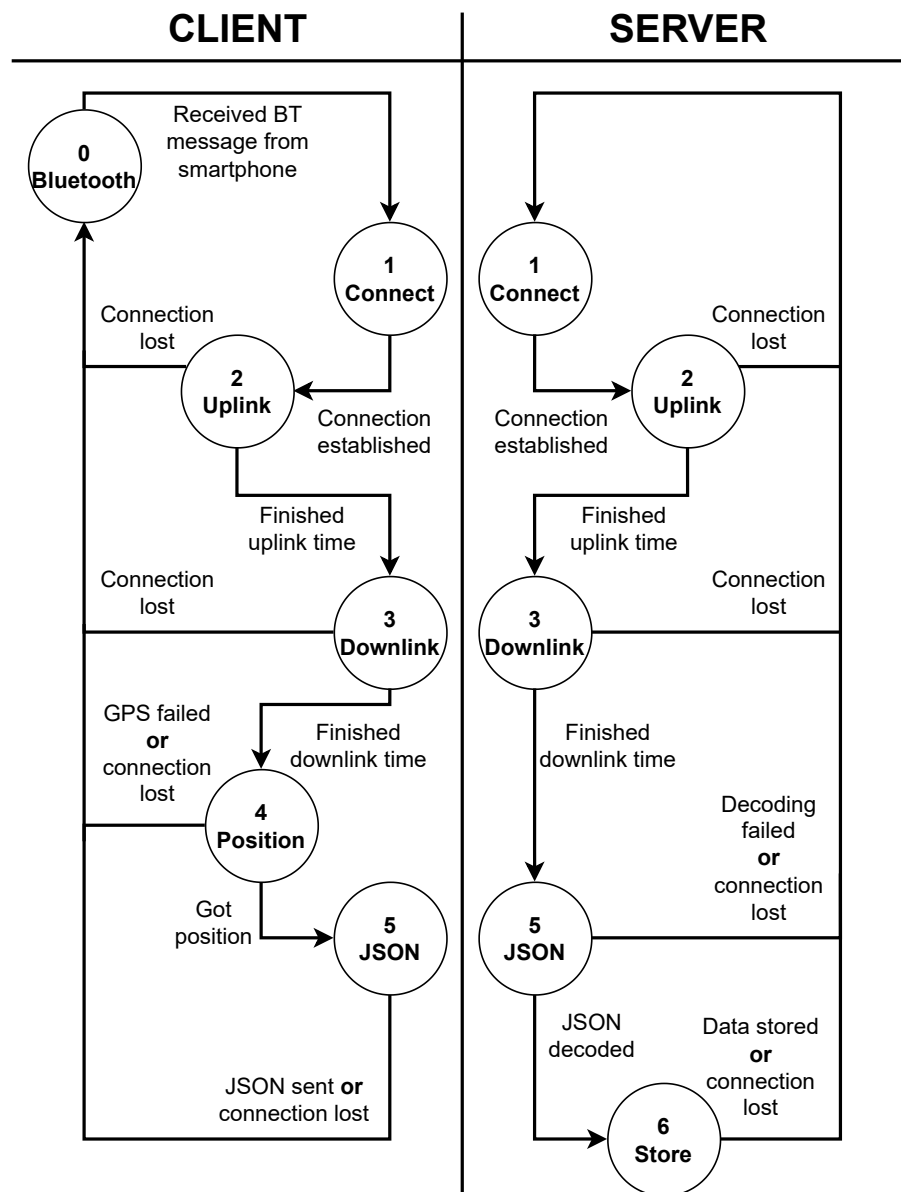 CLIENT
SERVER
Received BT
message from
smartphone
0
Bluetooth
1
Connect
1
Connect
Connection
lost
Connection
lost
2
Uplink
2
Uplink
Connection
established
Connection
established
Finished
uplink time
Finished
uplink time
Connection
lost
Connection
lost
3
Downlink
3
Downlink
GPS failed
or
connection
lost
Finished
downlink time
Finished
downlink time
4
Position
Decoding
failed
or
connection
lost
Got
position
5
JSON
5
JSON
JSON
decoded
Data stored
or
connection
lost
JSON sent or
connection lost
6
Store